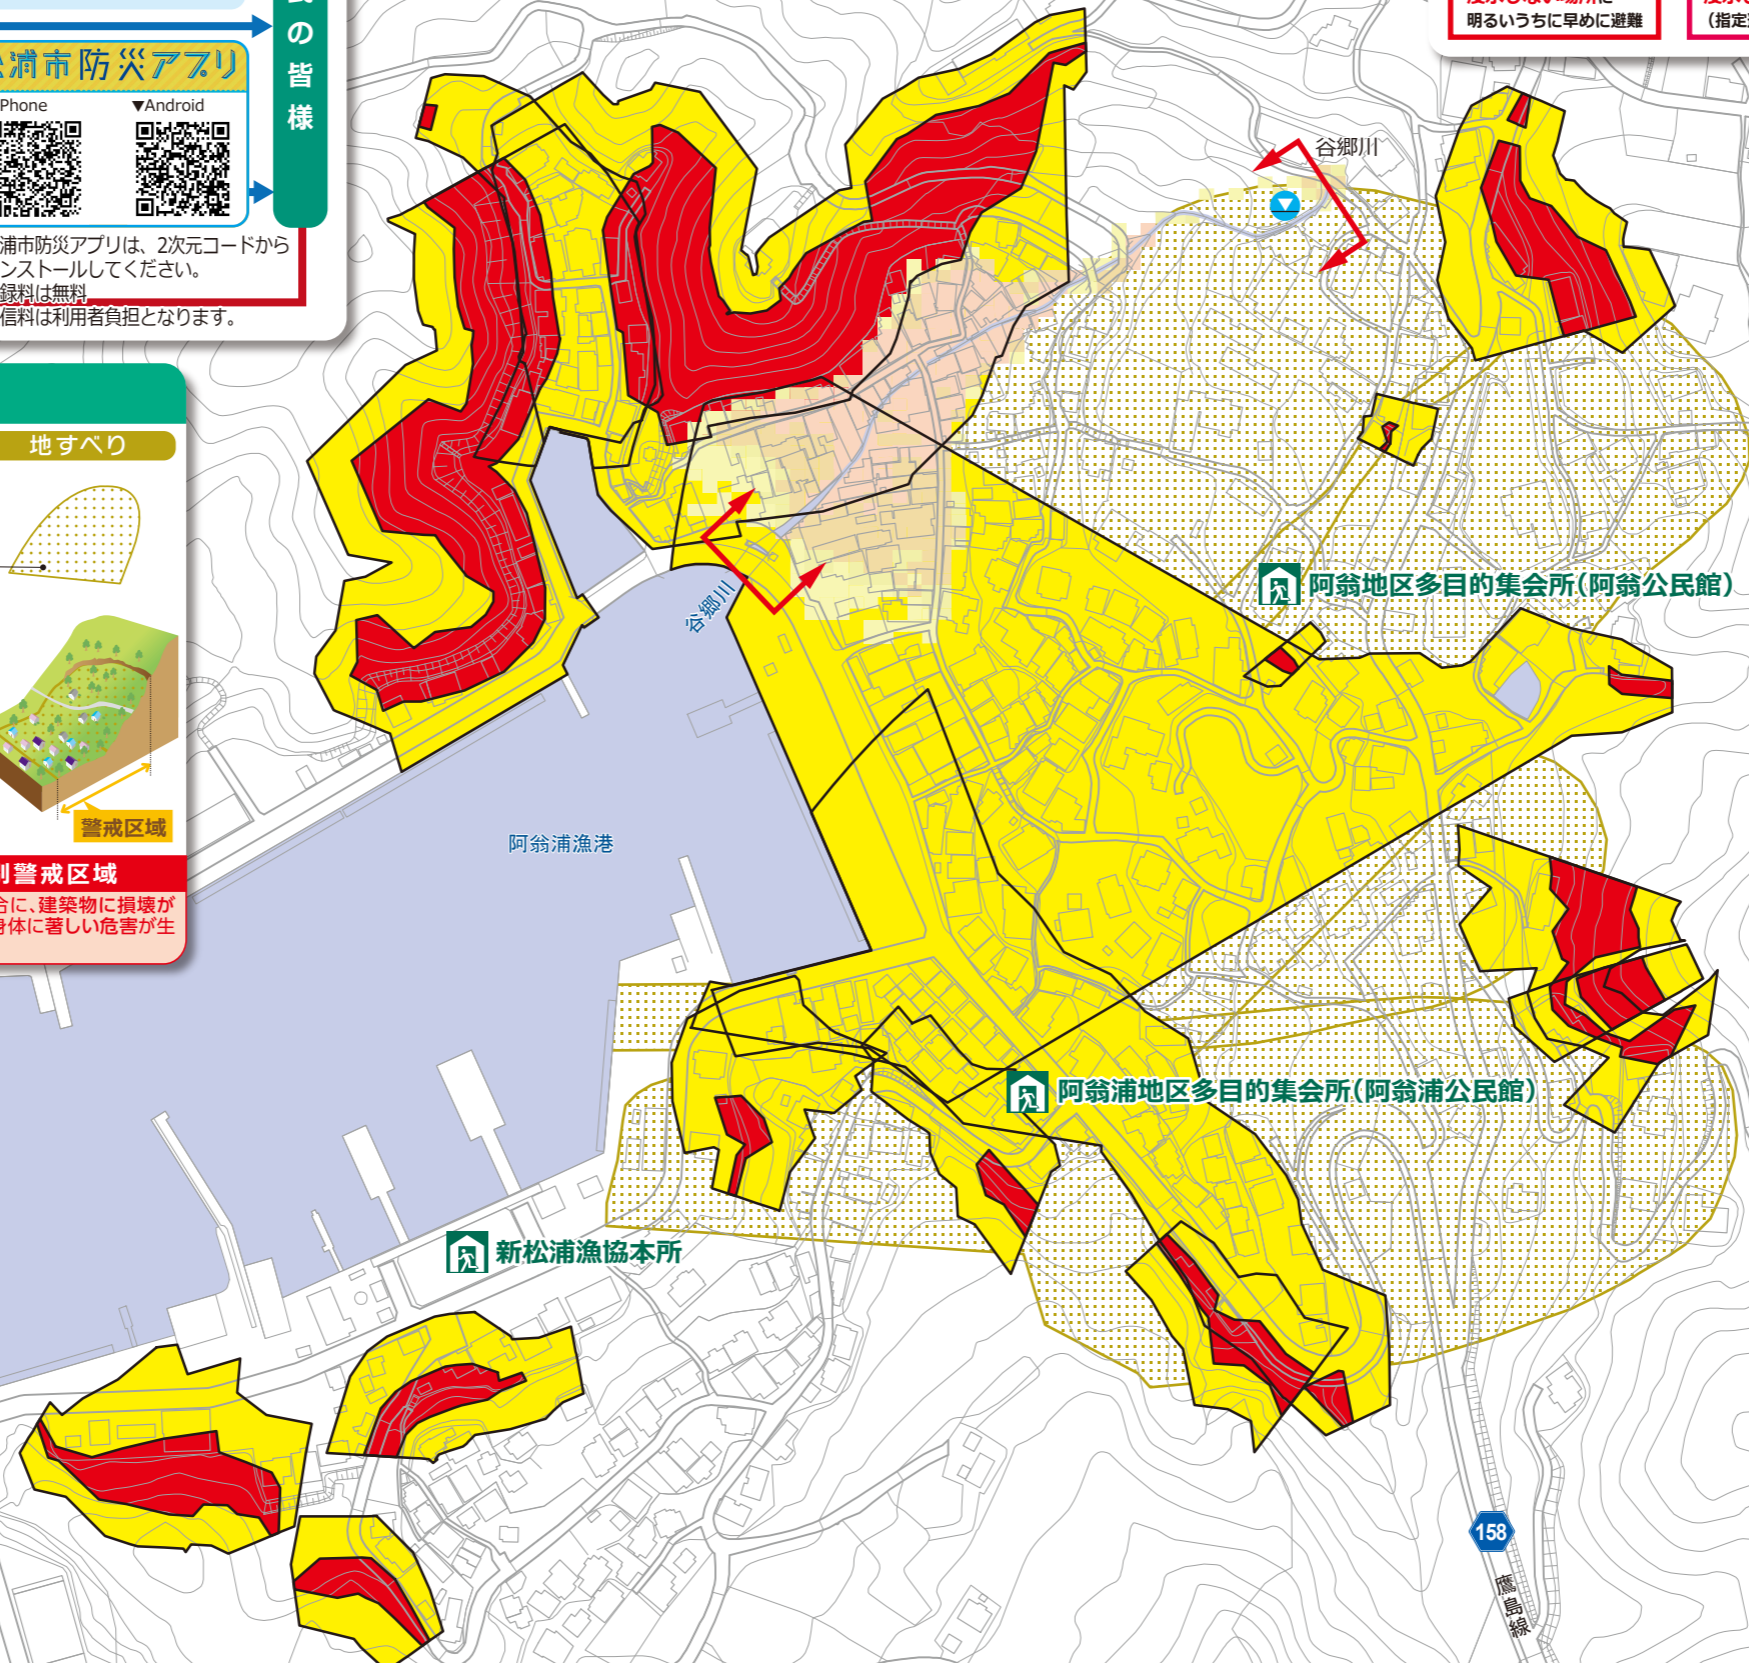 の皆様
浦市防災アプリ
Phone
▼Android
浦市防災アプリは、2次元コードから
ンストールしてください。
録料は無料
信料は利用者負担となります。
明るいうちに早めに避難
（指定
地すべり
警戒区域
警戒区域
合に、建築物に損壊が
身体に著しい危害が生
谷郷川
谷郷川
阿翁地区多目的集会所（阿翁公民館）
阿翁浦漁港
阿翁浦地区多目的集会所（阿翁浦公民館）
新松浦漁協本所
158
鷹島線